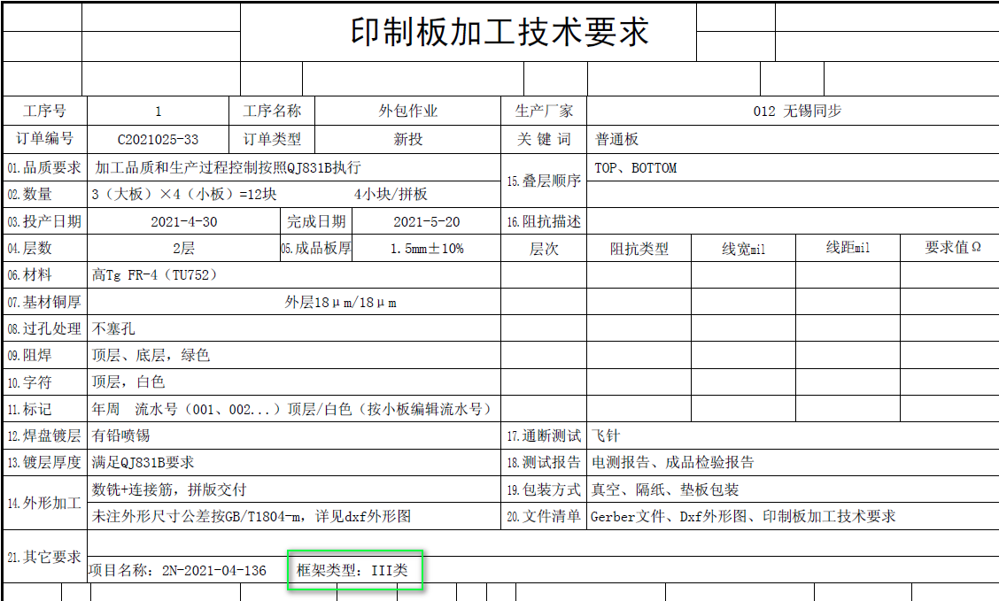 印制板加工技术要求
工序号 1 工序名称 外包作业 生产厂家 012 无锡同步
订单编号 C2021025-33 订单类型 新投 关 键 词 普通板
01.品质要求 加工品质和生产过程控制按照QJ831B执行 15.叠层顺序 TOP、BOTTOM
02.数量 3（大板）×4（小板）=12块 4小块/拼板
03.投产日期 2021-4-30 完成日期 2021-5-20 16.阻抗描述
04.层数 2层 05.成品板厚 1.5mm±10% 层次 阻抗类型 线宽mil 线距mil 要求值Ω
06.材料 高Tg FR-4（TU752）
07.基材铜厚 外层18μm/18μm
08.过孔处理 不塞孔
09.阻焊 顶层、底层，绿色
10.字符 顶层，白色
11.标记 年周 流水号（001、002...）顶层/白色（按小板编辑流水号）
12.焊盘镀层 有铅喷锡 17.通断测试 飞针
13.镀层厚度 满足QJ831B要求 18.测试报告 电测报告、成品检验报告
14.外形加工 数铣+连接筋，拼版交付 19.包装方式 真空、隔纸、垫板包装
未注外形尺寸公差按GB/T1804-m，详见dxf外形图 20.文件清单 Gerber文件、Dxf外形图、印制板加工技术要求
21.其它要求
项目名称：2N-2021-04-136 框架类型：III类